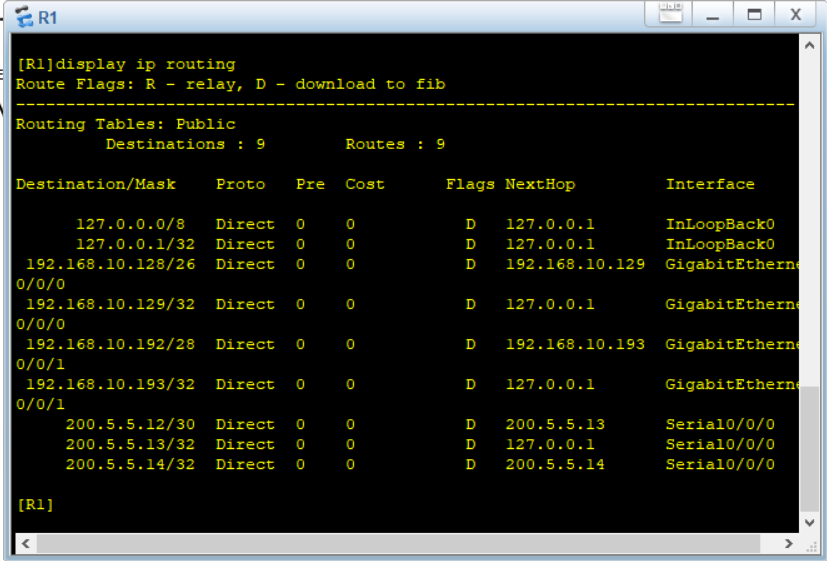 R1
[R1]display ip routing
Route Flags: R - relay, D - download to fib
------------------------------------------------------------------------------
Routing Tables: Public
Destinations : 9 Routes : 9
Destination/Mask Proto Pre Cost Flags NextHop Interface
127.0.0.0/8 Direct 0 0 D 127.0.0.1 InLoopBack0
127.0.0.1/32 Direct 0 0 D 127.0.0.1 InLoopBack0
192.168.10.128/26 Direct 0 0 D 192.168.10.129 GigabitEtherne
0/0/0
192.168.10.129/32 Direct 0 0 D 127.0.0.1 GigabitEtherne
0/0/0
192.168.10.192/28 Direct 0 0 D 192.168.10.193 GigabitEtherne
0/0/1
192.168.10.193/32 Direct 0 0 D 127.0.0.1 GigabitEtherne
0/0/1
200.5.5.12/30 Direct 0 0 D 200.5.5.13 Serial0/0/0
200.5.5.13/32 Direct 0 0 D 127.0.0.1 Serial0/0/0
200.5.5.14/32 Direct 0 0 D 200.5.5.14 Serial0/0/0
[R1]